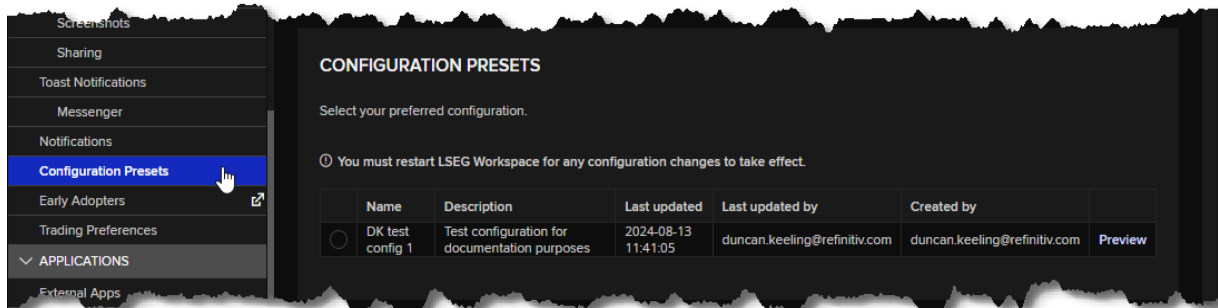 Screenshots
Sharing
Toast Notifications
Messenger
Notifications
Configuration Presets
Early Adopters
Trading Preferences
APPLICATIONS
External Apps
CONFIGURATION PRESETS
Select your preferred configuration.
You must restart LSEG Workspace for any configuration changes to take effect.
Name Description Last updated Last updated by Created by
DK test config 1 Test configuration for documentation purposes 2024-08-13 11:41:05 duncan.keeling@refinitiv.com duncan.keeling@refinitiv.com Preview